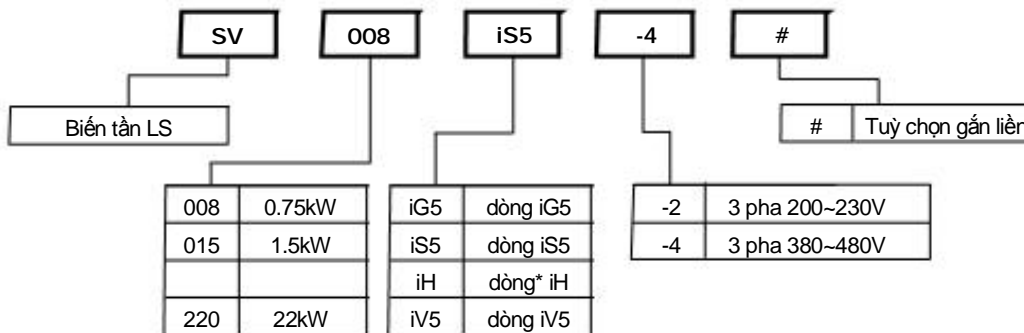 SV 008 iS5 -4 #
Biến tần LS
# Tuỳ chọn gắn liền
008 0.75kW
015 1.5kW
220 22kW
iG5 dòng iG5
iS5 dòng iS5
iH dòng* iH
iV5 dòng iV5
-2 3 pha 200~230V
-4 3 pha 380~480V